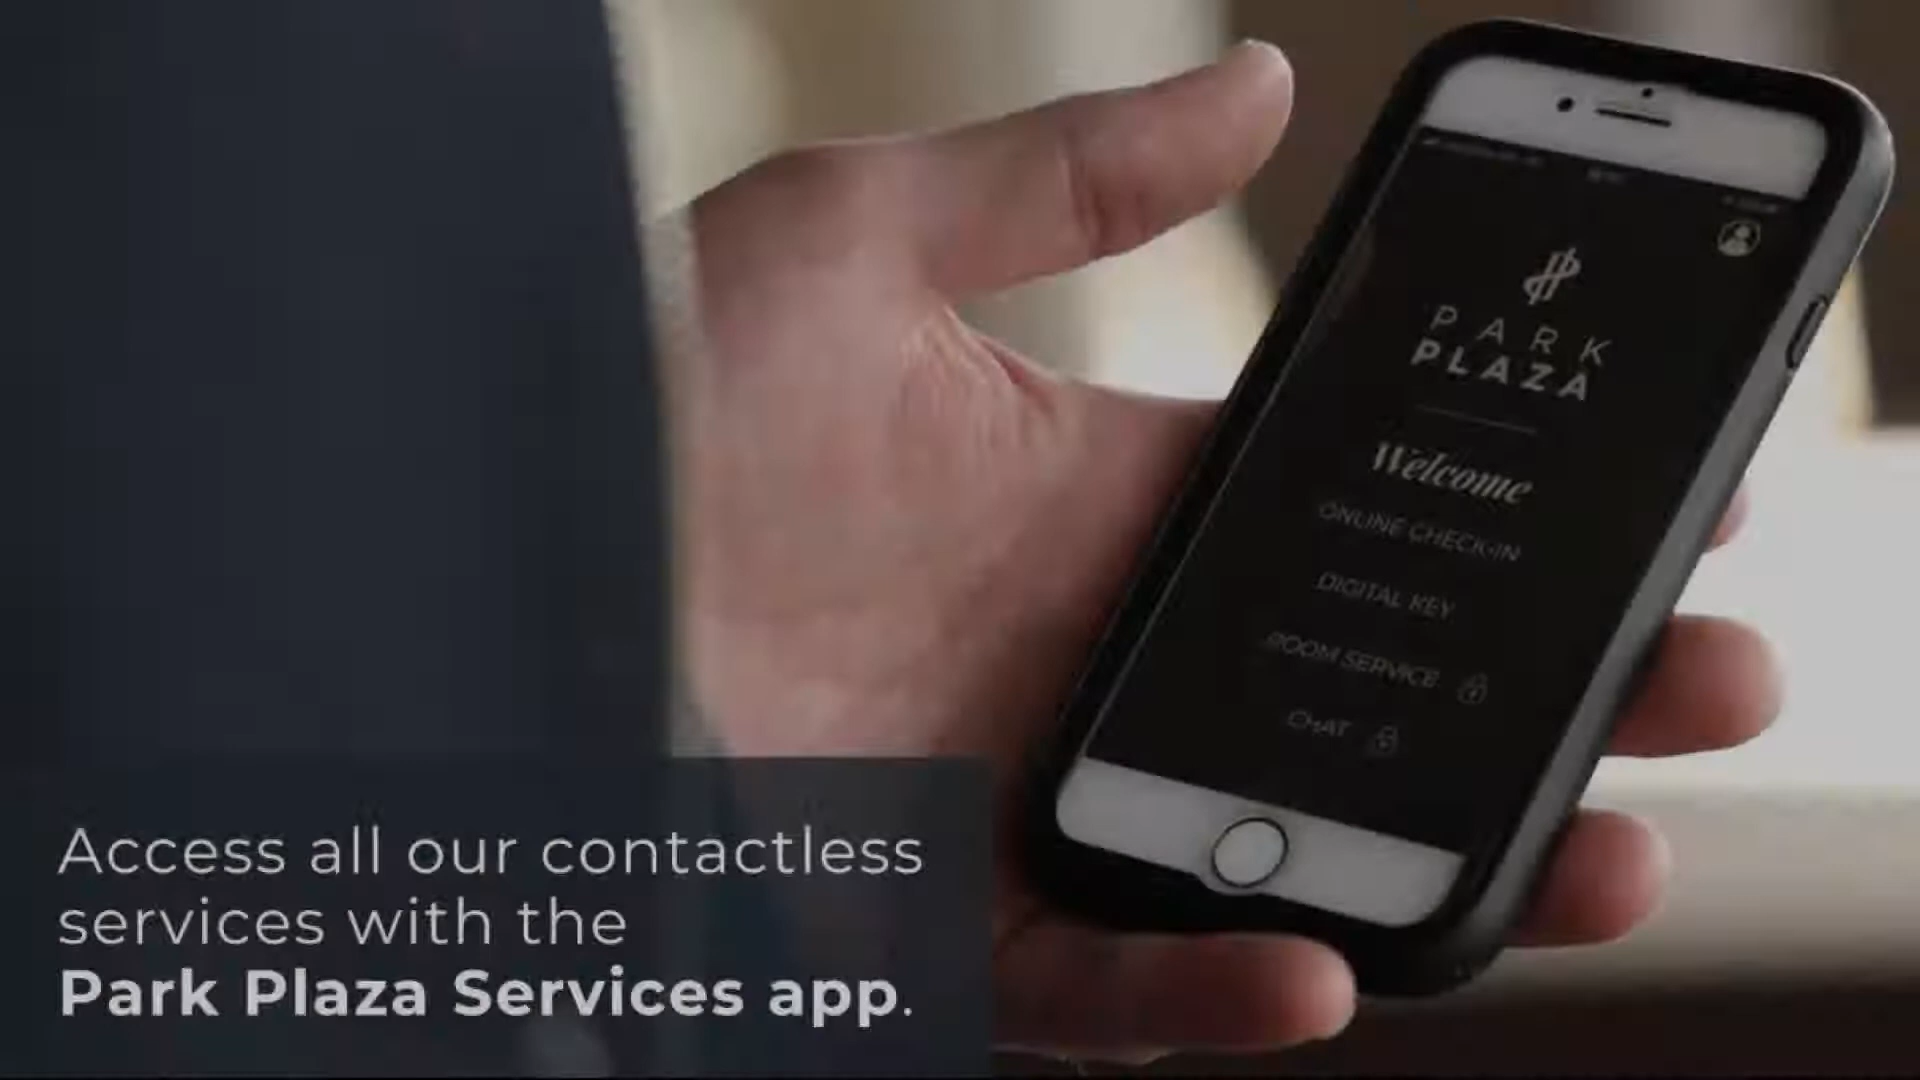 PARK
PLAZA
Welcome
ONLINE CHECK-IN
DIGITAL KEY
ROOM SERVICE
CHAT
Access all our contactless
services with the
Park Plaza Services app.